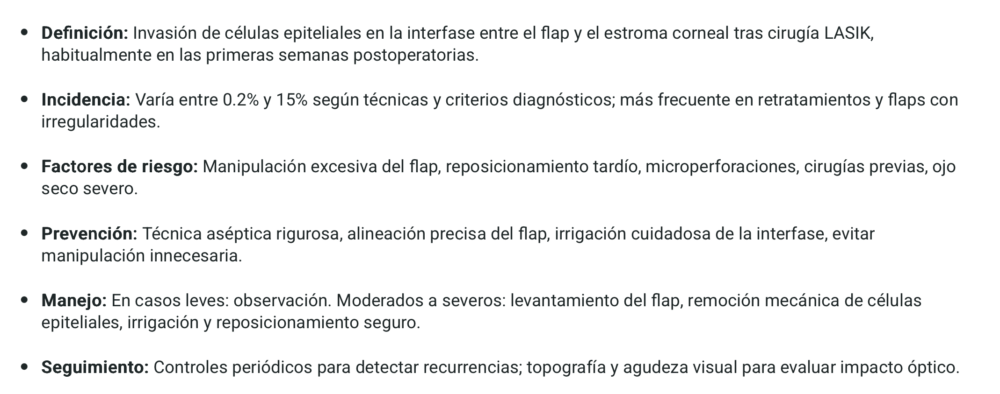 • Definición: Invasión de células epiteliales en la interfase entre el flap y el estroma corneal tras cirugía LASIK,
habitualmente en las primeras semanas postoperatorias.
• Incidencia: Varía entre 0.2% y 15% según técnicas y criterios diagnósticos; más frecuente en retratamientos y flaps con
irregularidades.
• Factores de riesgo: Manipulación excesiva del flap, reposicionamiento tardío, microperforaciones, cirugías previas, ojo
seco severo.
• Prevención: Técnica aséptica rigurosa, alineación precisa del flap, irrigación cuidadosa de la interfase, evitar
manipulación innecesaria.
• Manejo: En casos leves: observación. Moderados a severos: levantamiento del flap, remoción mecánica de células
epiteliales, irrigación y reposicionamiento seguro.
• Seguimiento: Controles periódicos para detectar recurrencias; topografía y agudeza visual para evaluar impacto óptico.